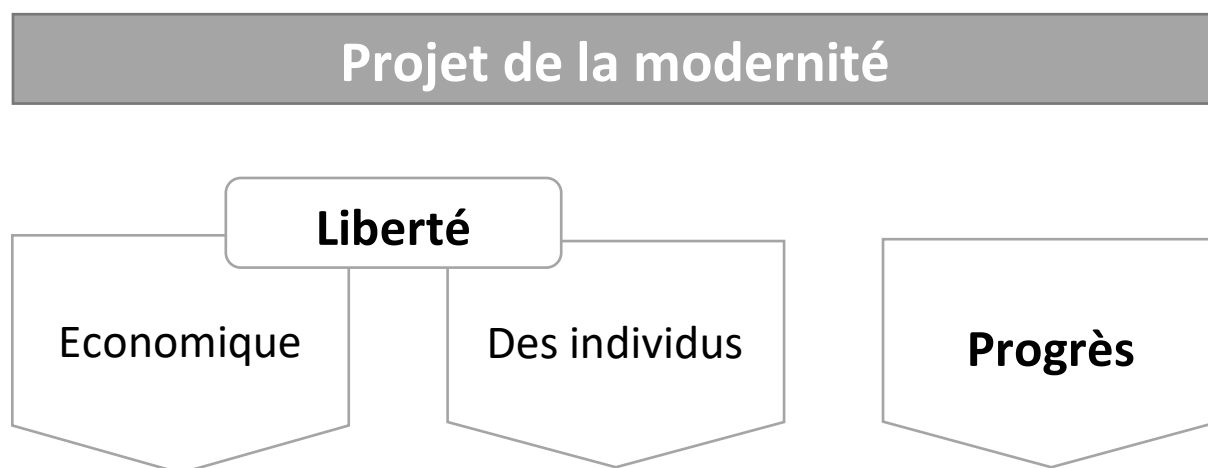 Projet de la modernité
Liberté
Economique
Des individus
Progrès